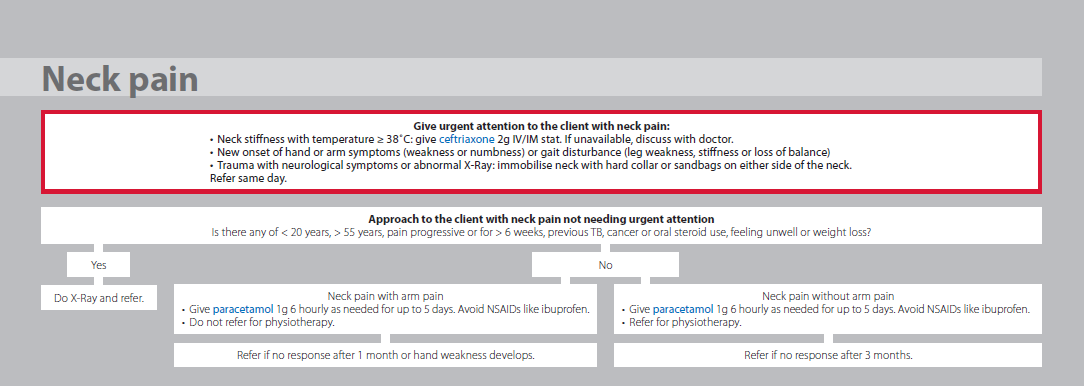 Neck pain
Give urgent attention to the client with neck pain:
• Neck stiffness with temperature ≥ 38˚C: give ceftriaxone 2g IV/IM stat. If unavailable, discuss with doctor.
• New onset of hand or arm symptoms (weakness or numbness) or gait disturbance (leg weakness, stiffness or loss of balance)
• Trauma with neurological symptoms or abnormal X-Ray: immobilise neck with hard collar or sandbags on either side of the neck.
Refer same day.
Approach to the client with neck pain not needing urgent attention
Is there any of < 20 years, > 55 years, pain progressive or for > 6 weeks, previous TB, cancer or oral steroid use, feeling unwell or weight loss?
Yes
No
Do X-Ray and refer.
Neck pain with arm pain
• Give paracetamol 1g 6 hourly as needed for up to 5 days. Avoid NSAIDs like ibuprofen.
• Do not refer for physiotherapy.
Neck pain without arm pain
• Give paracetamol 1g 6 hourly as needed for up to 5 days. Avoid NSAIDs like ibuprofen.
• Refer for physiotherapy.
Refer if no response after 1 month or hand weakness develops.
Refer if no response after 3 months.